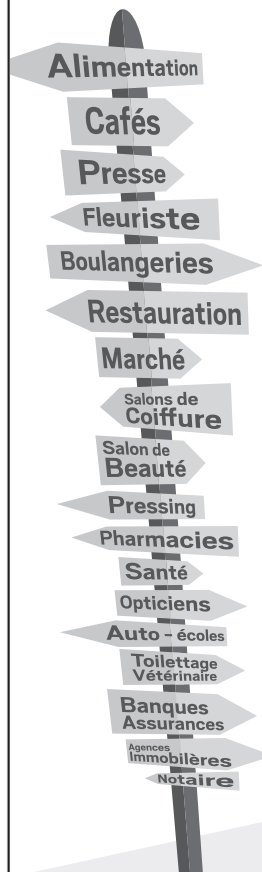 Alimentation
Cafés
Presse
Fleuriste
Boulangeries
Restauration
Marché
Salons de
Coiffure
Salon de
Beauté
Pressing
Pharmacies
Santé
Opticiens
Auto - écoles
Toilettage
Vétérinaire
Banques
Assurances
Agences
Immobilères
Notaire